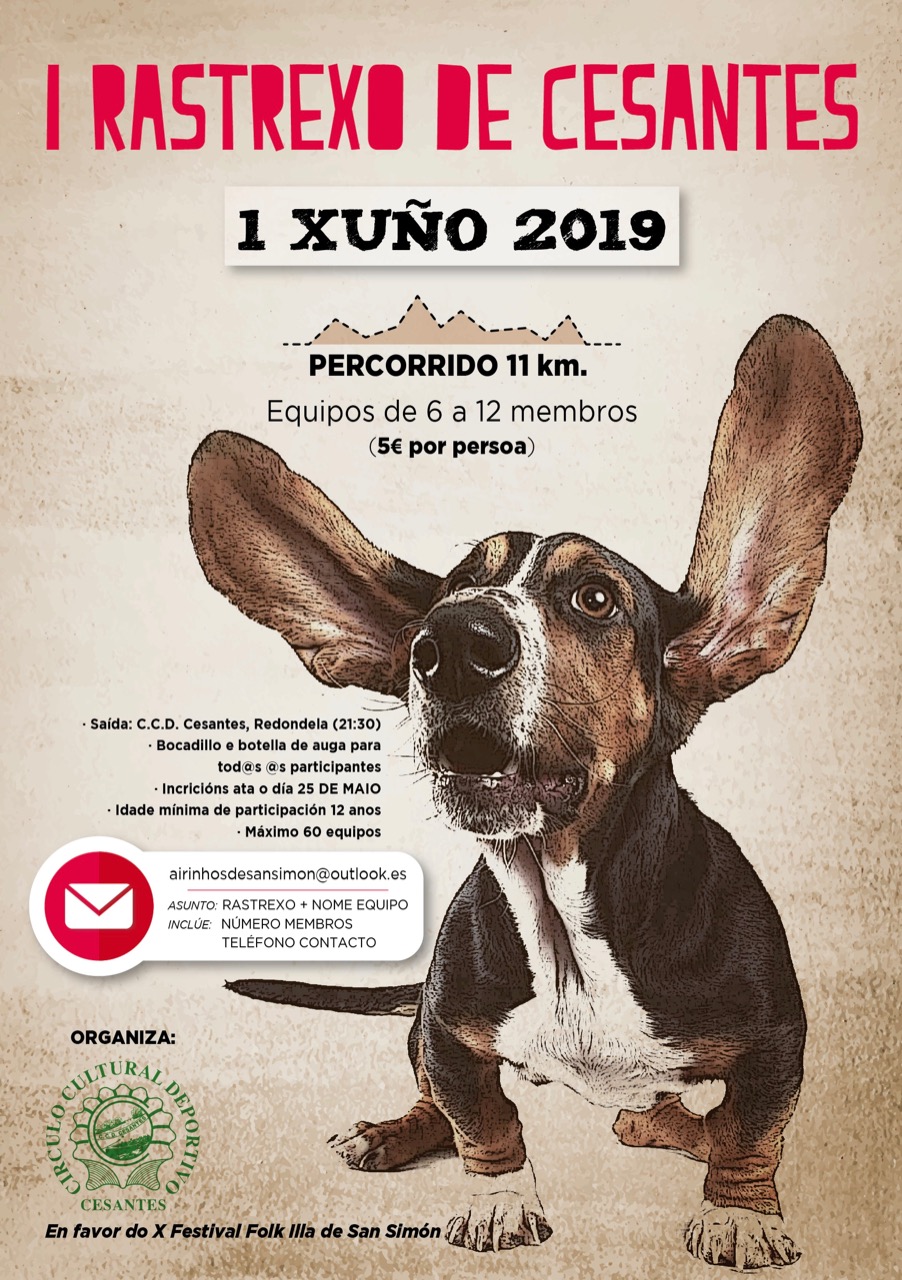 I RASTREXO DE CESANTES
1 XUÑO 2019
PERCORRIDO 11 km.
Equipos de 6 a 12 membros
(5€ por persoa)
· Saída: C.C.D. Cesantes, Redondela (21:30)
· Bocadillo e botella de auga para
tod@s @s participantes
· Incricións ata o día 25 DE MAIO
· Idade mínima de participación 12 anos
· Máximo 60 equipos
airinhosdesansimon@outlook.es
ASUNTO: RASTREXO + NOME EQUIPO
INCLÚE: NÚMERO MEMBROS
TELÉFONO CONTACTO
ORGANIZA:
CIRCULO CULTURAL DEPORTIVO
C.C.D. CESANTES
CESANTES
En favor do X Festival Folk Illa de San Simón